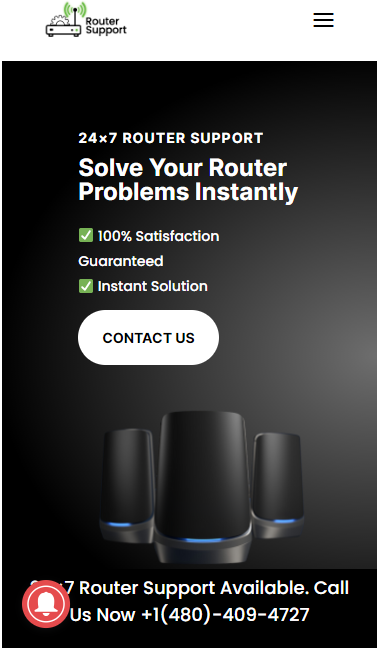 Router
Support
24×7 ROUTER SUPPORT
Solve Your Router
Problems Instantly
✅ 100% Satisfaction
Guaranteed
✅ Instant Solution
CONTACT US
Router Support Available. Call
Us Now +1(480)-409-4727